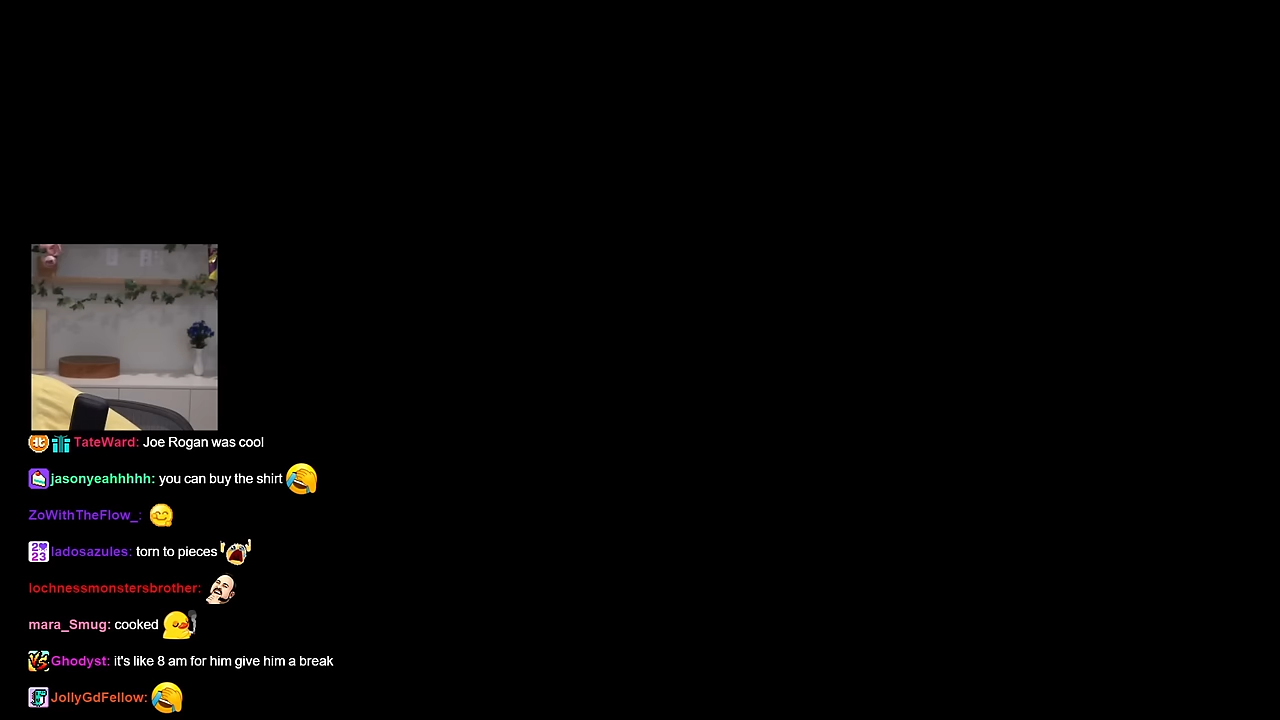 TateWard: Joe Rogan was cool
jasonyeahhhhh: you can buy the shirt
ZoWithTheFlow_:
ladosazules: torn to pieces
lochnessmonstersbrother:
mara_Smug: cooked
Ghodyst: it's like 8 am for him give him a break
JollyGdFellow: